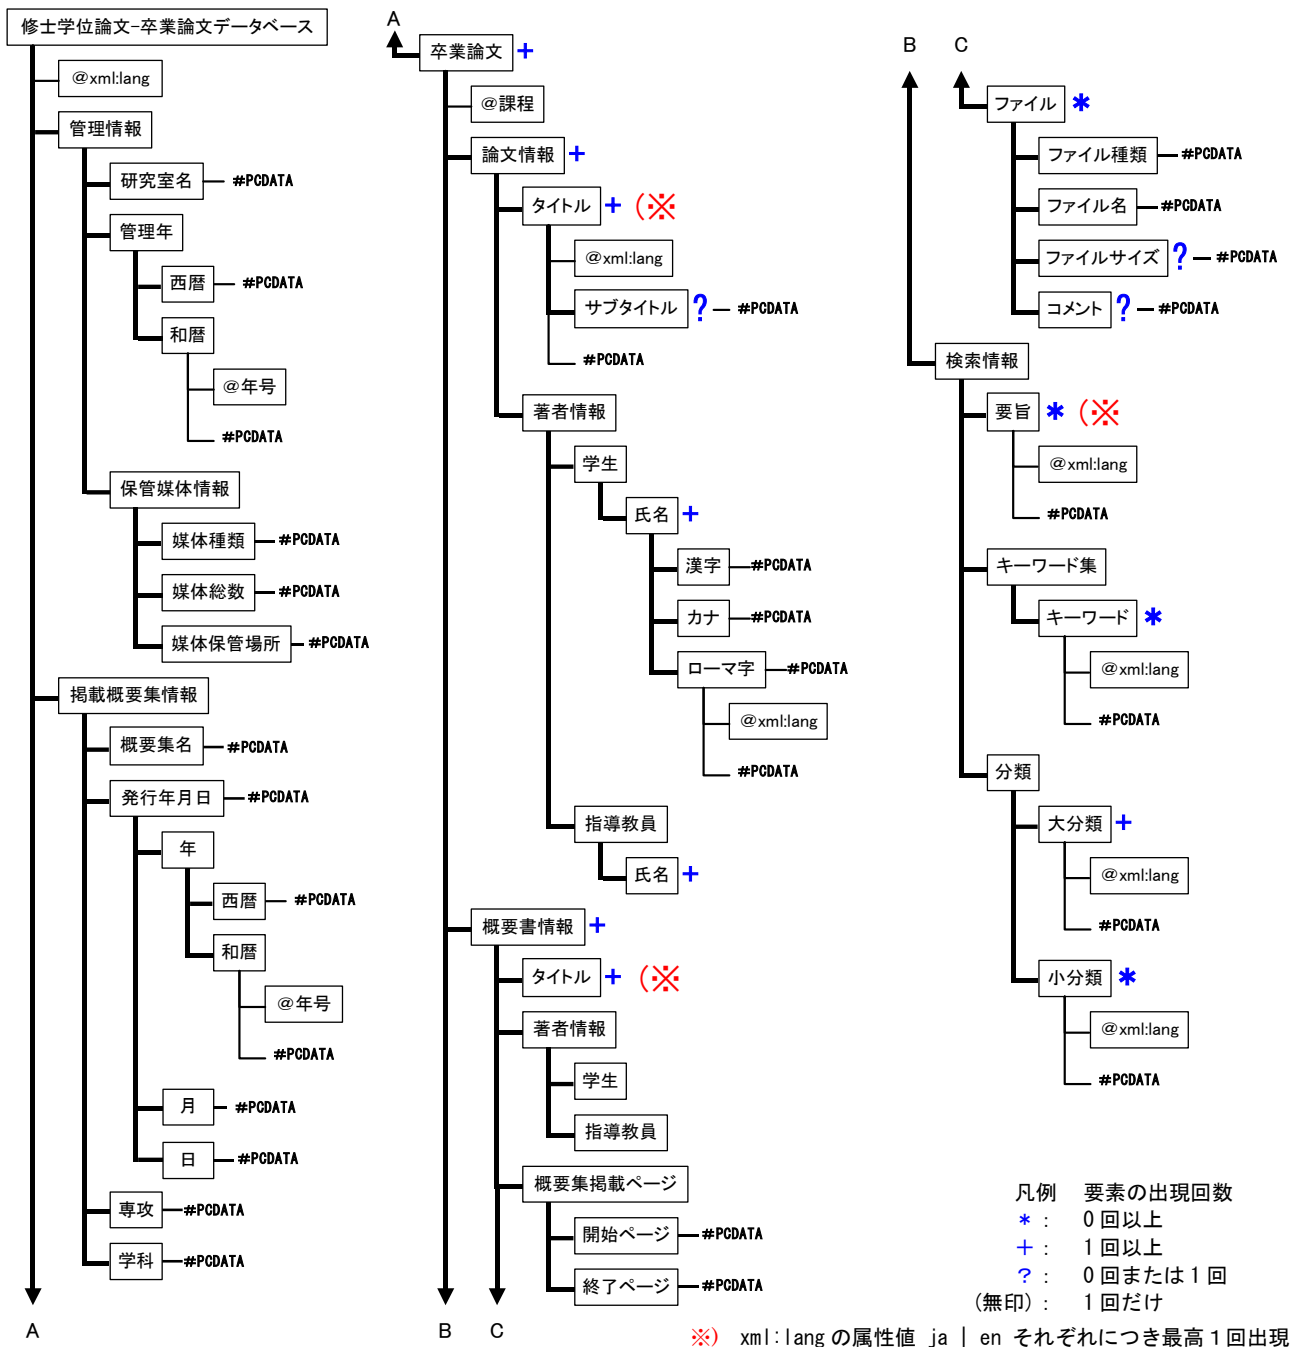 修士学位論文-卒業論文データベース
@xml:lang
管理情報
研究室名 #PCDATA
管理年
西暦 #PCDATA
和暦
@年号
#PCDATA
保管媒体情報
媒体種類 #PCDATA
媒体総数 #PCDATA
媒体保管場所 #PCDATA
掲載概要集情報
概要集名 #PCDATA
発行年月日 #PCDATA
年
西暦 #PCDATA
和暦
@年号
#PCDATA
月 #PCDATA
日 #PCDATA
専攻 #PCDATA
学科 #PCDATA
A
A
卒業論文 +
@課程
論文情報 +
タイトル + (※
@xml:lang
サブタイトル ? #PCDATA
#PCDATA
著者情報
学生
氏名 +
漢字 #PCDATA
カナ #PCDATA
ローマ字 #PCDATA
@xml:lang
#PCDATA
指導教員
氏名 +
概要書情報 +
タイトル + (※
著者情報
学生
指導教員
概要集掲載ページ
開始ページ #PCDATA
終了ページ #PCDATA
B C
B C
ファイル *
ファイル種類 #PCDATA
ファイル名 #PCDATA
ファイルサイズ ? #PCDATA
コメント ? #PCDATA
検索情報
要旨 * (※
@xml:lang
#PCDATA
キーワード集
キーワード *
@xml:lang
#PCDATA
分類
大分類 +
@xml:lang
#PCDATA
小分類 *
@xml:lang
#PCDATA
凡例 要素の出現回数
* : 0回以上
+ : 1回以上
? : 0回または1回
(無印) : 1回だけ
※) xml:langの属性値 ja | en それぞれにつき最高1回出現